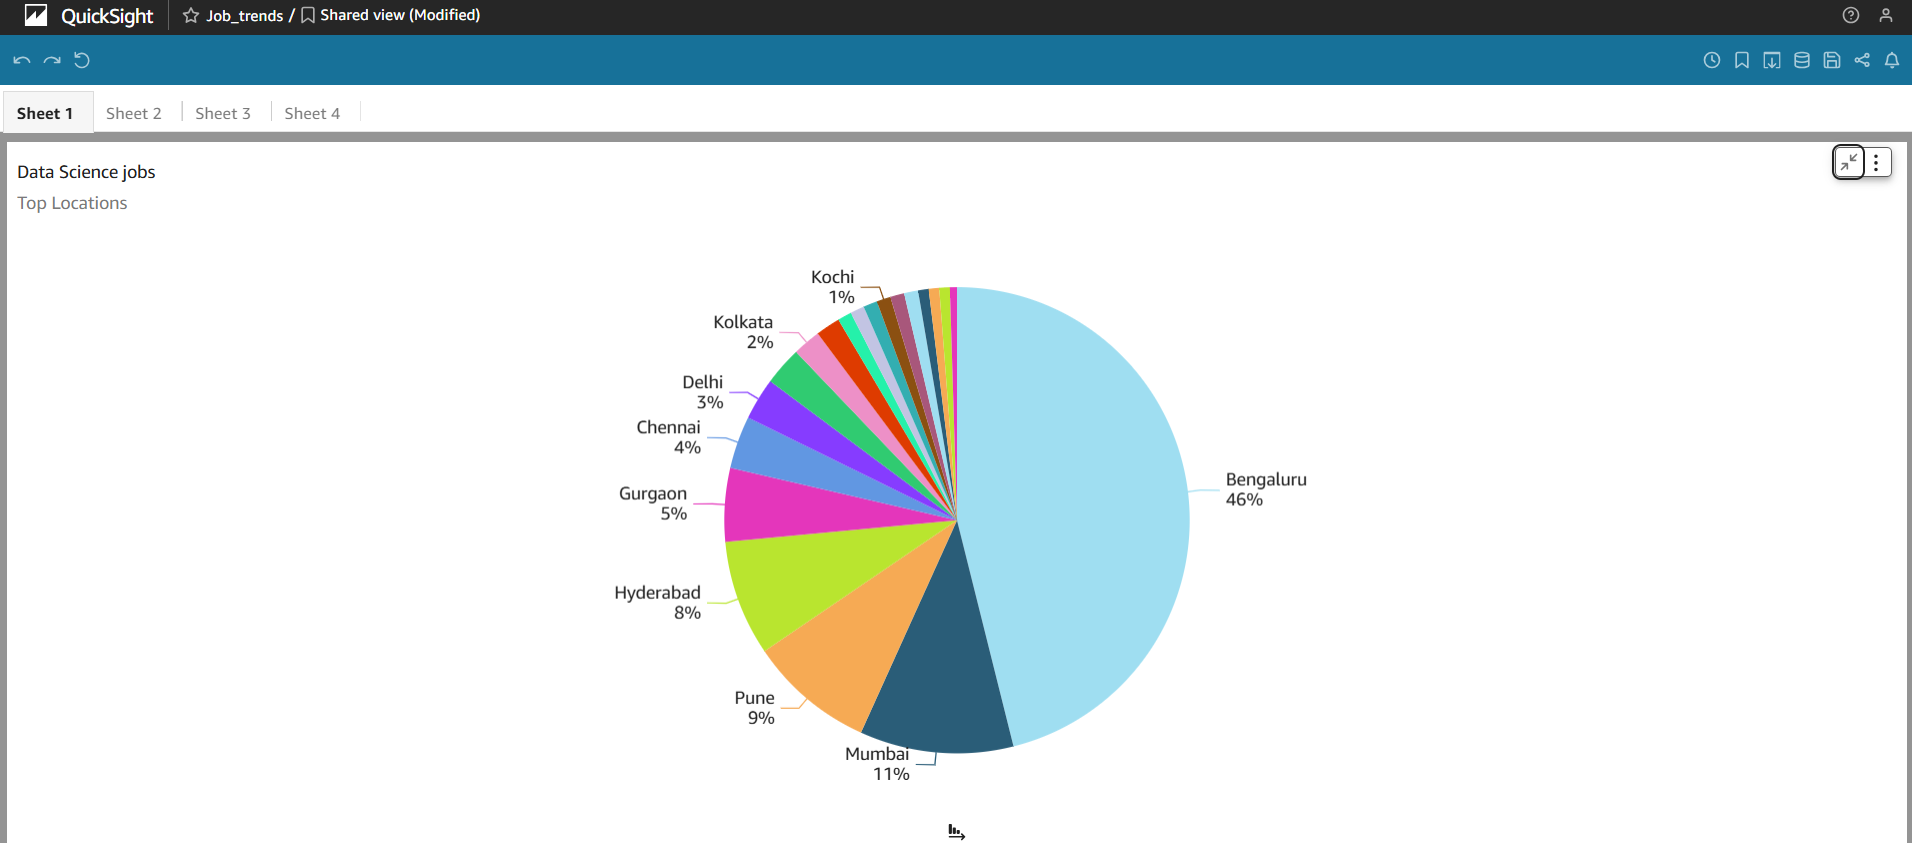 QuickSight
Job_trends / Shared view (Modified)
Sheet 1
Sheet 2
Sheet 3
Sheet 4
Data Science jobs
Top Locations
Kochi
1%
Kolkata
2%
Delhi
3%
Chennai
4%
Gurgaon
5%
Hyderabad
8%
Pune
9%
Mumbai
11%
Bengaluru
46%